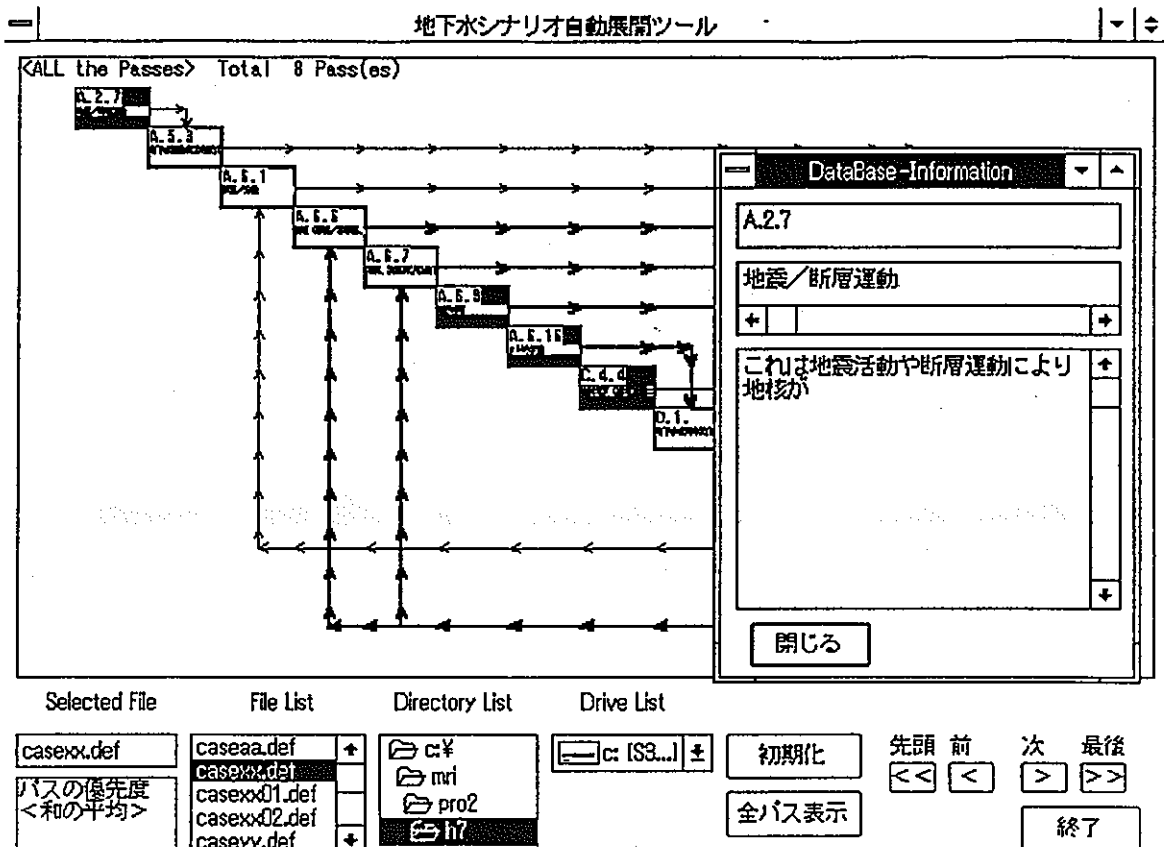 地下水シナリオ自動展開ツール
<ALL the Passes> Total 8 Pass(es)
A.2.7
A.5.3
A.6.1
A.6.6
A.6.7
A.6.9
A.6.16
C.4.4
D.1.
DataBase-Information
A.2.7
地震/断層運動
これは地震活動や断層運動により
地核が
閉じる
Selected File File List Directory List Drive List
casexx.def
パスの優先度
<和の平均>
caseaa.def
casexx.def
casexx01.def
casexx02.def
caseyy.def
c:¥
mri
pro2
h7
c: [S3...]
初期化
全パス表示
先頭 前 次 最後
<< < > >>
終了